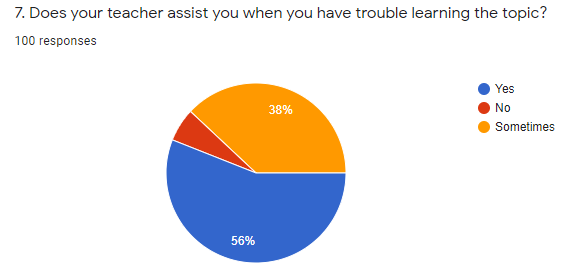 7. Does your teacher assist you when you have trouble learning the topic?
100 responses
38%
56%
Yes
No
Sometimes